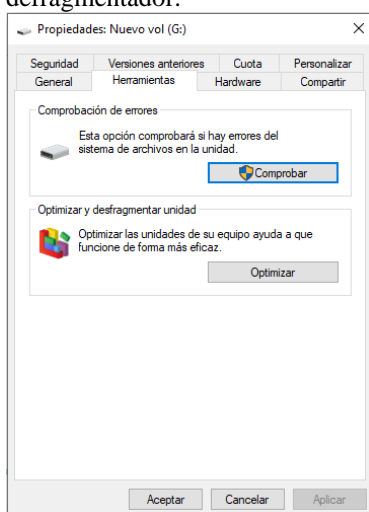 defragmentador.
Propiedades: Nuevo vol (G:)
Seguridad Versiones anteriores Cuota Personalizar
General Herramientas Hardware Compartir
Comprobación de errores
Esta opción comprobará si hay errores del
sistema de archivos en la unidad.
Comprobar
Optimizar y desfragmentar unidad
Optimizar las unidades de su equipo ayuda a que
funcione de forma más eficaz.
Optimizar
Aceptar Cancelar Aplicar